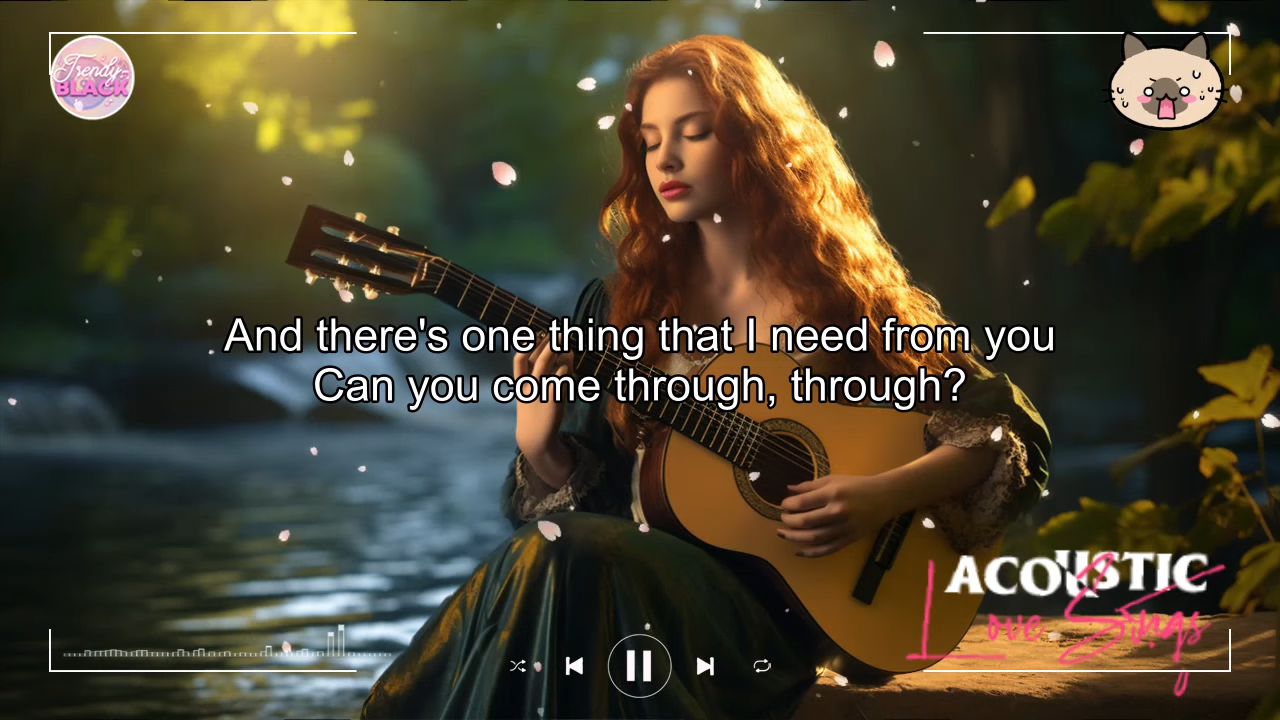 Trendy
BLACK
And there's one thing that I need from you
Can you come through, through?
ACOUSTIC
Love Songs